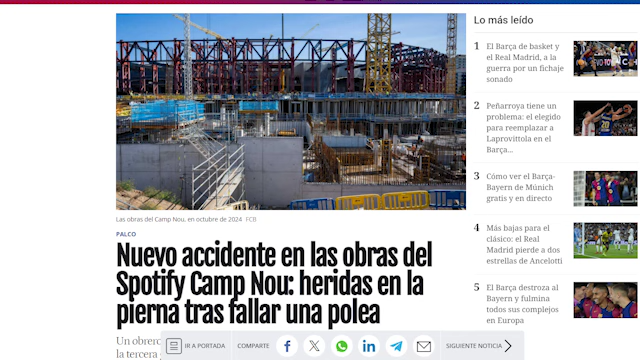 Las obras del Camp Nou, en octubre de 2024 FCB
PALCO
Nuevo accidente en las obras del
Spotify Camp Nou: heridas en la
pierna tras fallar una polea
Un obrero
la tercera
IR A PORTADA
COMPARTE
SIGUIENTE NOTICIA
Lo más leído
1 El Barça de basket y
el Real Madrid, a la
guerra por un fichaje
sonado
2 Peñarroya tiene un
problema: el elegido
para reemplazar a
Laprovittola en el
Barça...
3 Cómo ver el Barça-
Bayern de Múnich
gratis y en directo
4 Más bajas para el
clásico: el Real
Madrid pierde a dos
estrellas de Ancelotti
5 El Barça destroza al
Bayern y fulmina
todos sus complejos
en Europa